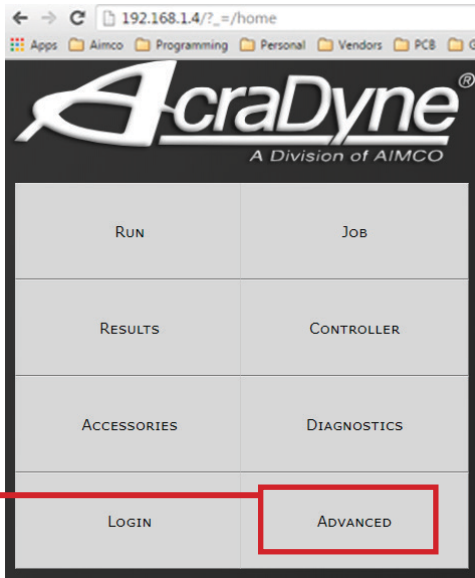 192.168.1.4/?_=/home
Apps Aimco Programming Personal Vendors PCB
AcraDyne®
A Division of AIMCO
Run Job
Results Controller
Accessories Diagnostics
Login Advanced